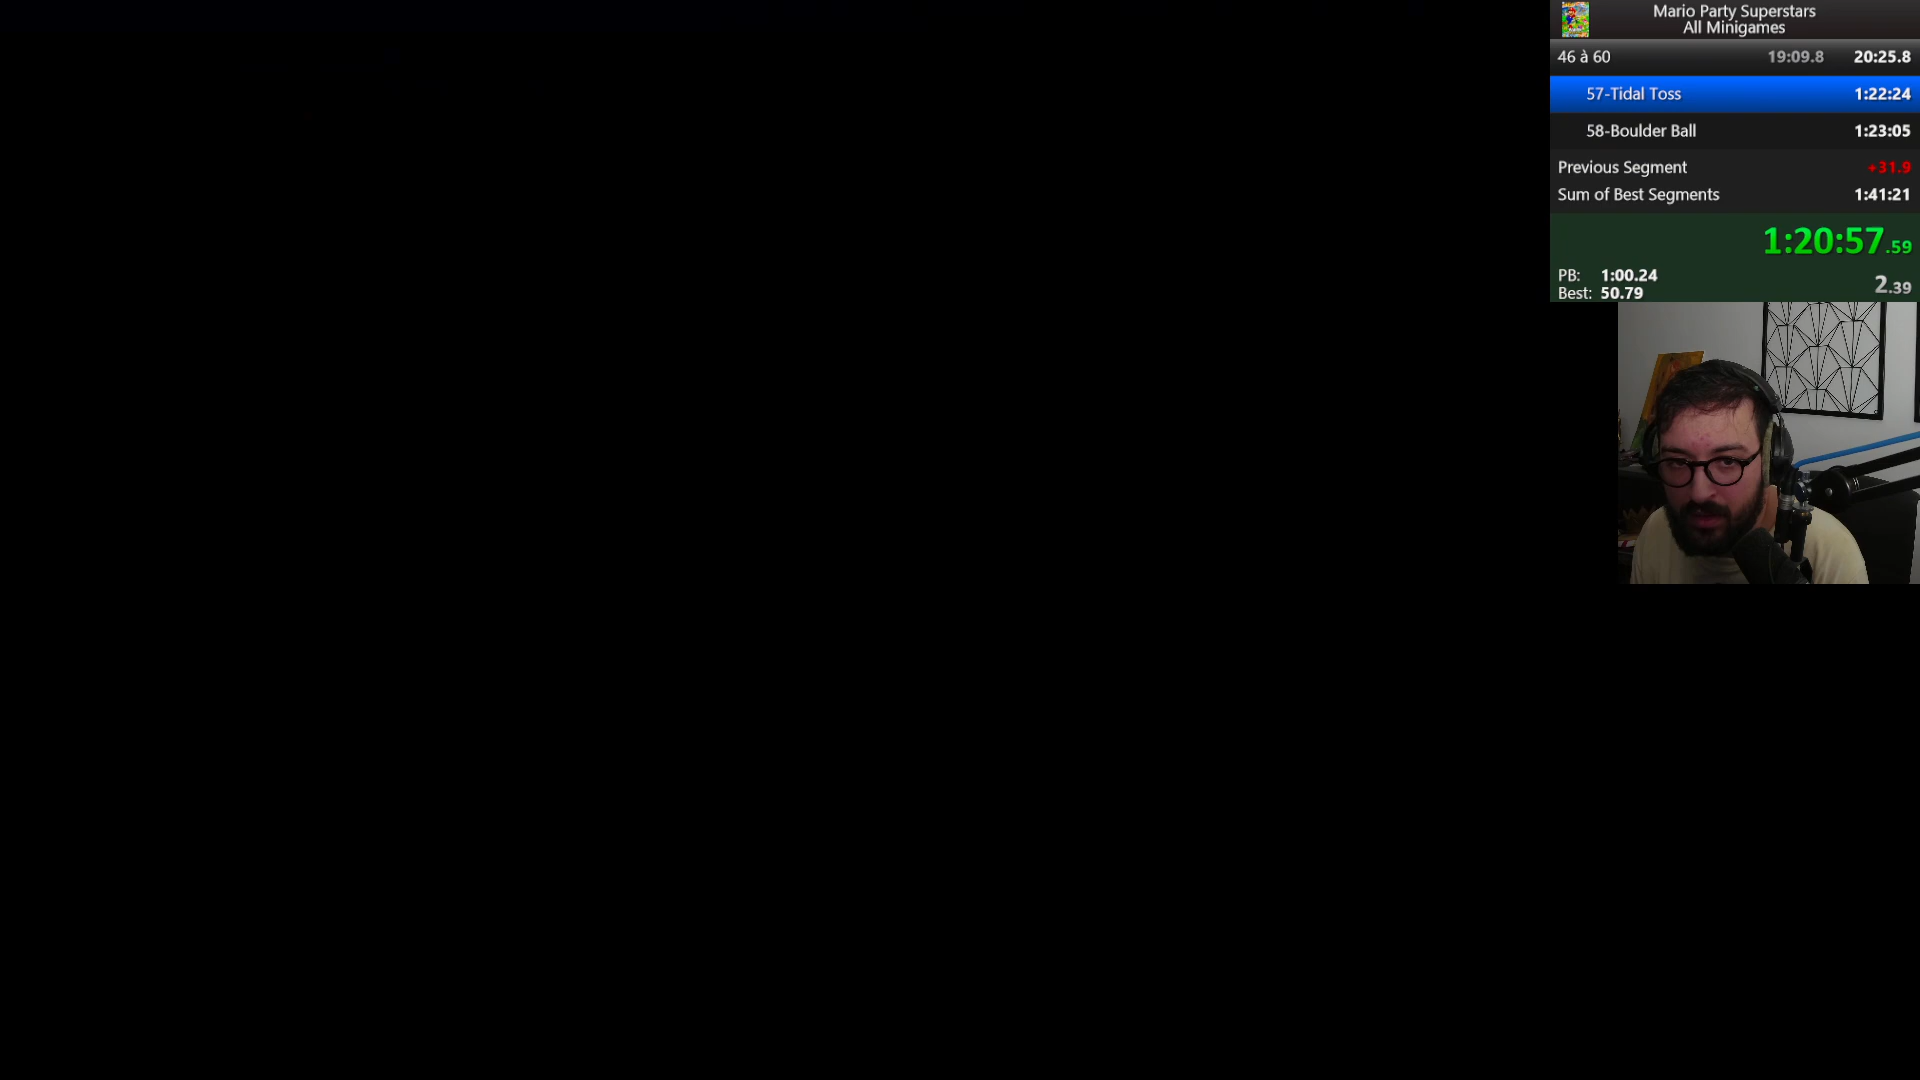 Mario Party Superstars
All Minigames
46 à 60 19:09.8 20:25.8
57-Tidal Toss 1:22:24
58-Boulder Ball 1:23:05
Previous Segment +31.9
Sum of Best Segments 1:41:21
1:20:57.59
PB: 1:00.24
Best: 50.79 2.39